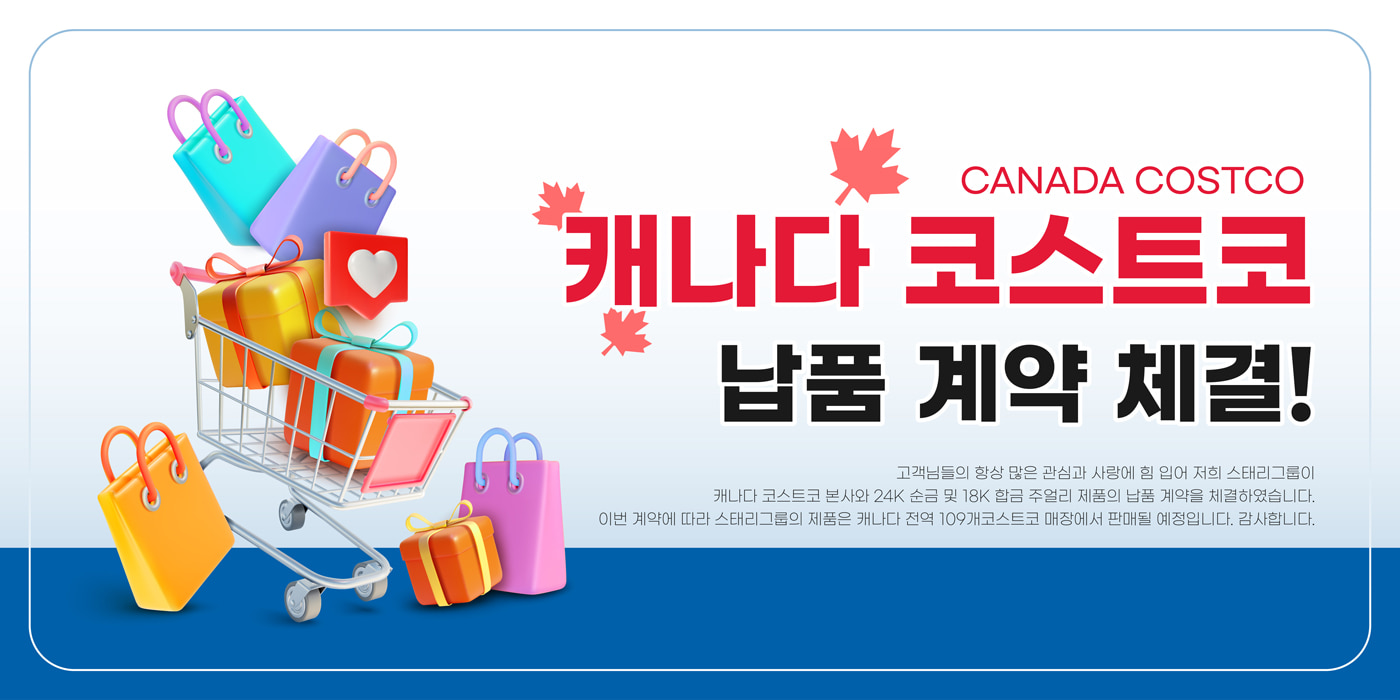 CANADA COSTCO
캐나다 코스트코
납품 계약 체결!
고객님들의 항상 많은 관심과 사랑에 힘 입어 저희 스태리그룹이
캐나다 코스트코 본사와 24K 순금 및 18K 합금 주얼리 제품의 납품 계약을 체결하였습니다.
이번 계약에 따라 스태리그룹의 제품은 캐나다 전역 109개코스트코 매장에서 판매될 예정입니다. 감사합니다.